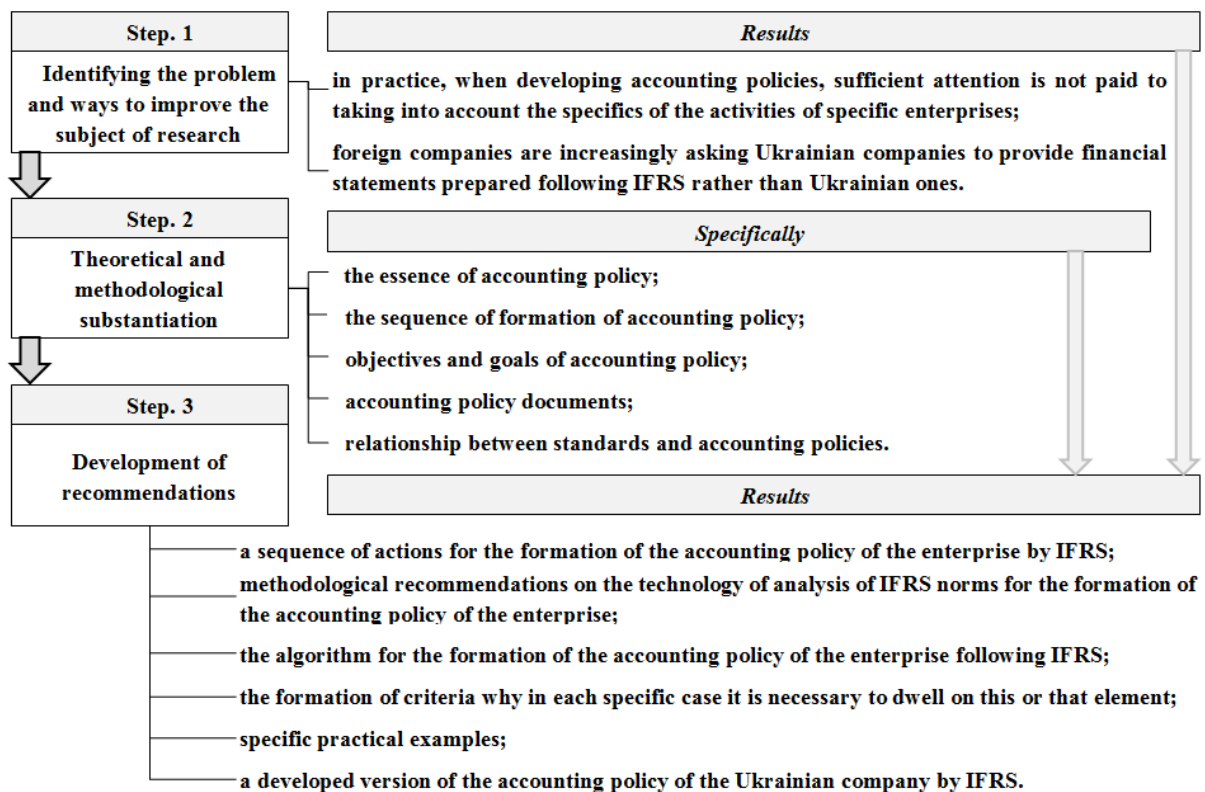 Step. 1
Identifying the problem
and ways to improve the
subject of research
Results
in practice, when developing accounting policies, sufficient attention is not paid to
taking into account the specifics of the activities of specific enterprises;
foreign companies are increasingly asking Ukrainian companies to provide financial
statements prepared following IFRS rather than Ukrainian ones.
Step. 2
Theoretical and
methodological
substantiation
Specifically
the essence of accounting policy;
the sequence of formation of accounting policy;
objectives and goals of accounting policy;
accounting policy documents;
relationship between standards and accounting policies.
Step. 3
Development of
recommendations
Results
a sequence of actions for the formation of the accounting policy of the enterprise by IFRS;
methodological recommendations on the technology of analysis of IFRS norms for the formation of
the accounting policy of the enterprise;
the algorithm for the formation of the accounting policy of the enterprise following IFRS;
the formation of criteria why in each specific case it is necessary to dwell on this or that element;
specific practical examples;
a developed version of the accounting policy of the Ukrainian company by IFRS.